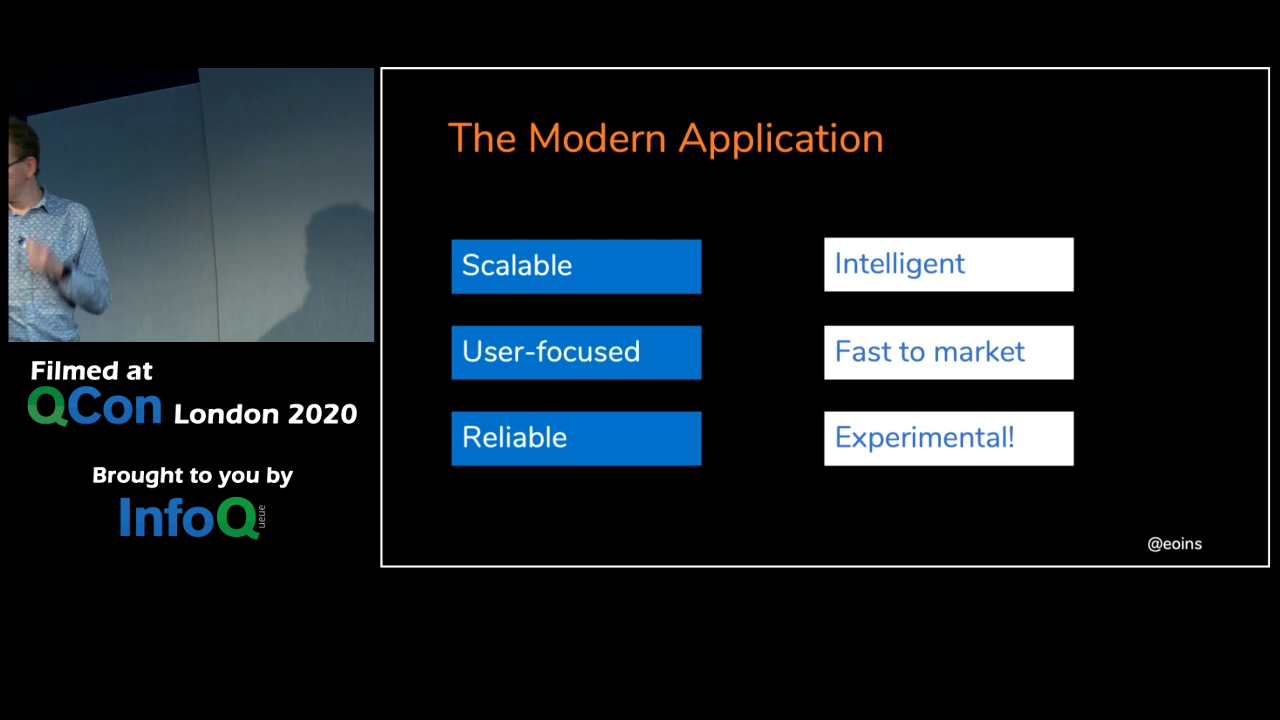 The Modern Application
Scalable
Intelligent
User-focused
Fast to market
Reliable
Experimental!
@eoins
Filmed at
QCon London 2020
Brought to you by
InfoQ
ueue